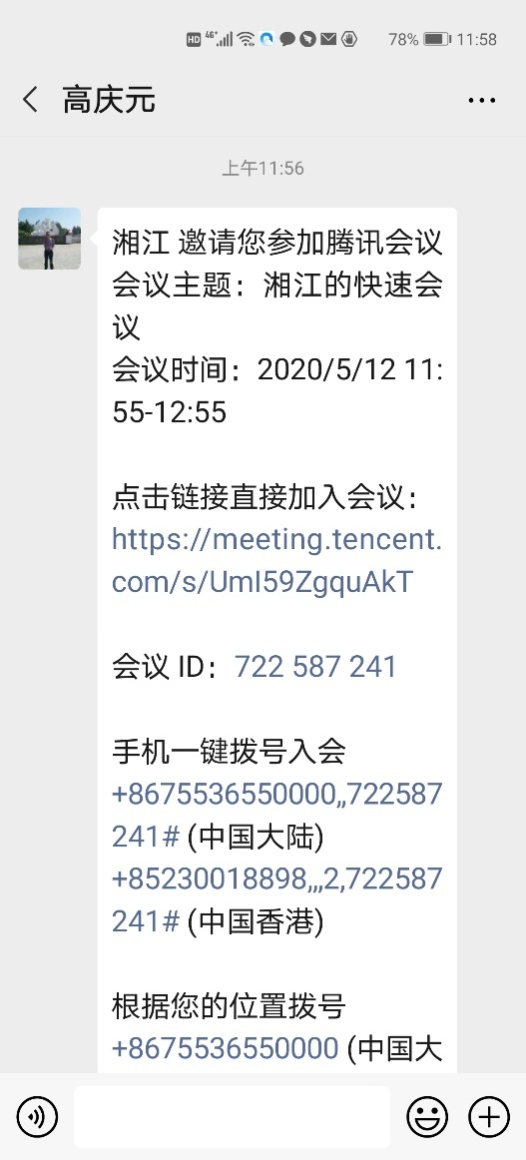 HD 4G+ 78% 11:58
高庆元
上午11:56
湘江 邀请您参加腾讯会议
会议主题：湘江的快速会
议
会议时间：2020/5/12 11:
55-12:55
点击链接直接加入会议：
https://meeting.tencent.
com/s/UmI59ZgquAkT
会议 ID：722 587 241
手机一键拨号入会
+8675536550000,,722587
241# (中国大陆)
+85230018898,,,2,722587
241# (中国香港)
根据您的位置拨号
+8675536550000 (中国大